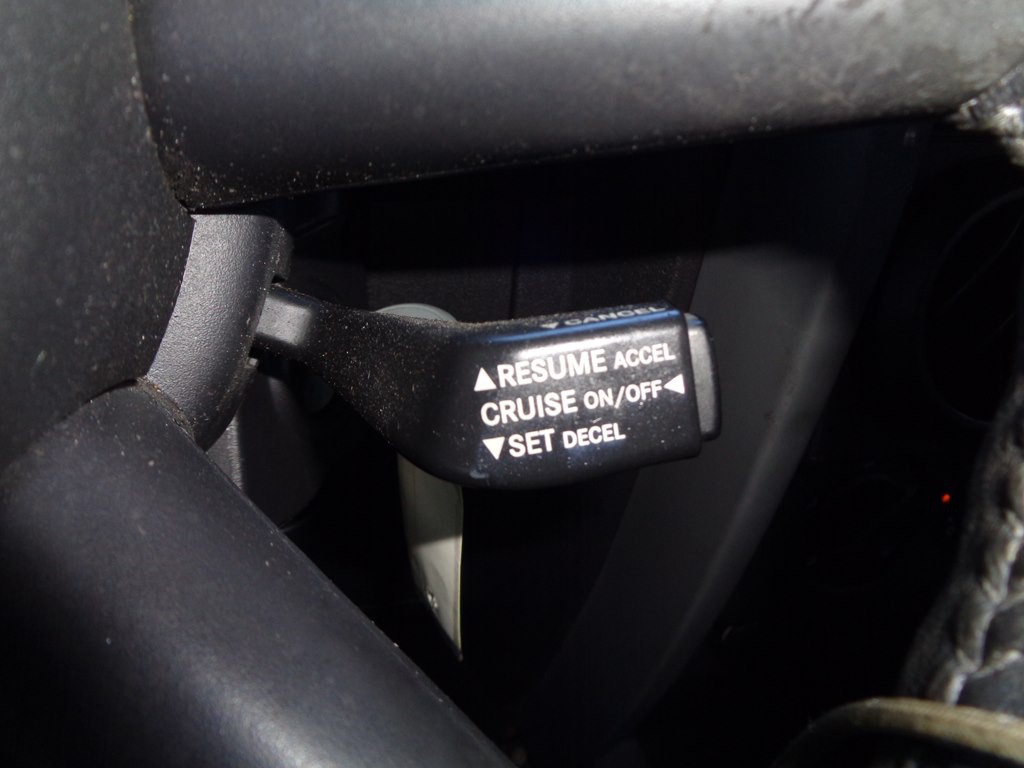 ▼CANCEL
▲RESUME ACCEL
CRUISE ON/OFF◄
▼SET DECEL